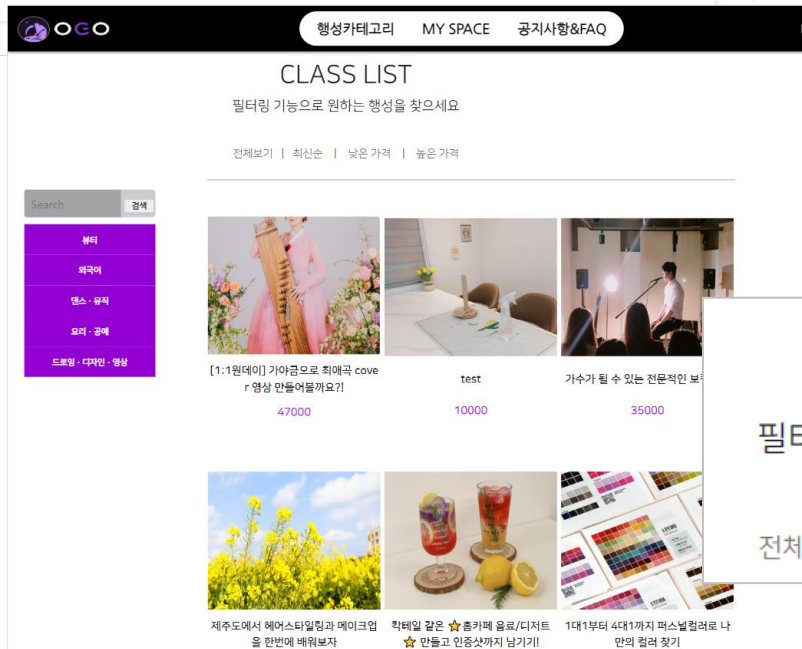 OGO
행성카테고리 MY SPACE 공지사항&FAQ
CLASS LIST
필터링 기능으로 원하는 행성을 찾으세요
전체보기 | 최신순 | 낮은 가격 | 높은 가격
Search 검색
뷰티
외국어
댄스 · 뮤직
요리 · 공예
드로잉 · 디자인 · 영상
[1:1원데이] 가야금으로 최애곡 cove
r 영상 만들어볼까요?!
47000
test
10000
가수가 될 수 있는 전문적인 보
35000
필터
전체
제주도에서 헤어스타일링과 메이크업
을 한번에 배워보자
칵테일 같은 ⭐홈카페 음료/디저트
⭐ 만들고 인증샷까지 남기기!
1대1부터 4대1까지 퍼스널컬러로 나
만의 컬러 찾기